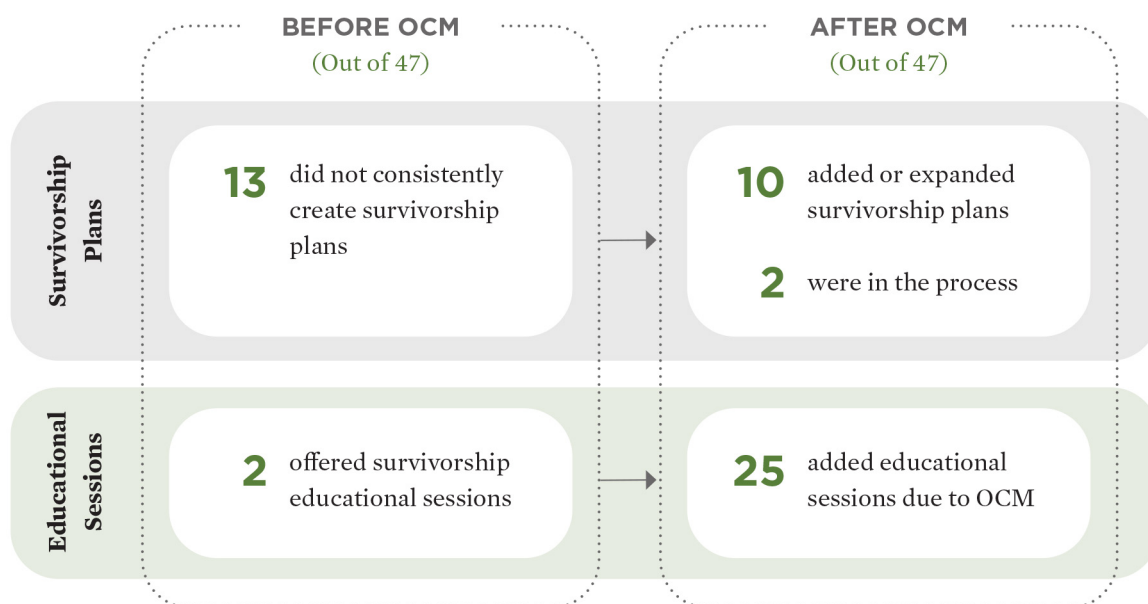 BEFORE OCM
(Out of 47)
AFTER OCM
(Out of 47)
Survivorship
Plans
13 did not consistently
create survivorship
plans
10 added or expanded
survivorship plans
2 were in the process
Educational
Sessions
2 offered survivorship
educational sessions
25 added educational
sessions due to OCM